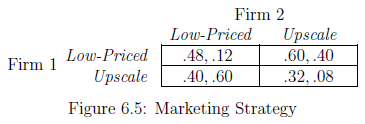 Firm 2
Low-Priced Upscale
Firm 1 Low-Priced .48, .12 .60, .40
Upscale .40, .60 .32, .08
Figure 6.5: Marketing Strategy